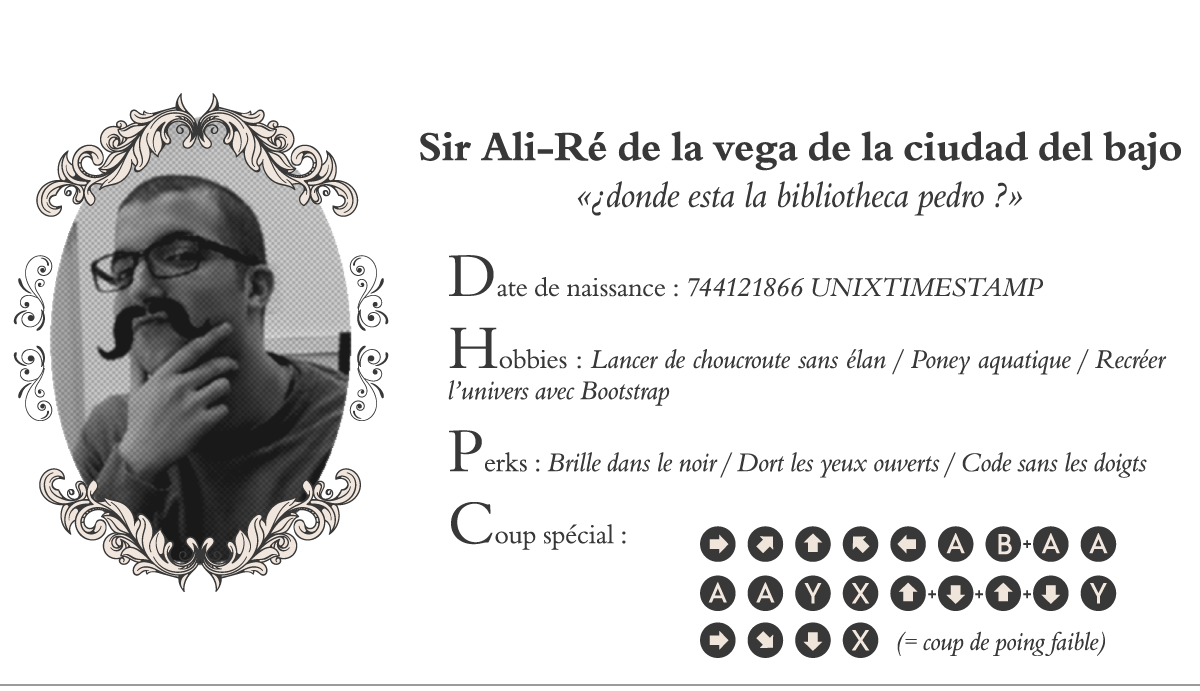 Sir Ali-Ré de la vega de la ciudad del bajo
«¿donde esta la bibliotheca pedro ?»
Date de naissance : 744121866 UNIXTIMESTAMP
Hobbies : Lancer de choucroute sans élan / Poney aquatique / Recréer
l'univers avec Bootstrap
Perks : Brille dans le noir / Dort les yeux ouverts / Code sans les doigts
Coup spécial :
➡ ↗ ⬆ ↖ ⬅ A B+A A
A A Y X ⬆+⬇+⬆+⬇ Y
➡ ↘ ⬇ X (= coup de poing faible)